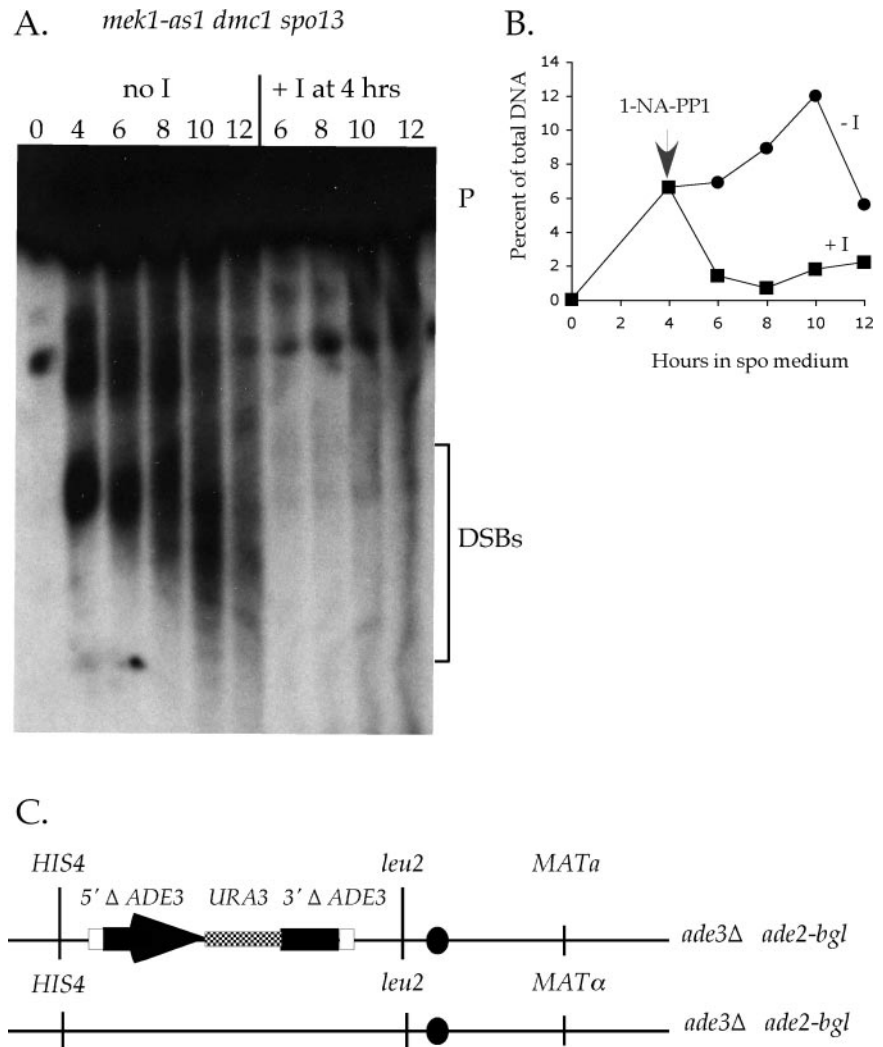 A.
mek1-as1 dmc1 spo13
no I
+ I at 4 hrs
0 4 6 8 10 12 6 8 10 12
P
DSBs
B.
Percent of total DNA
14
12
10
8
6
4
2
0
1-NA-PP1
- I
+ I
0 2 4 6 8 10 12
Hours in spo medium
C.
HIS4 leu2 MATa
5' Δ ADE3 URA3 3' Δ ADE3
ade3Δ ade2-bgl
HIS4 leu2 MATα
ade3Δ ade2-bgl